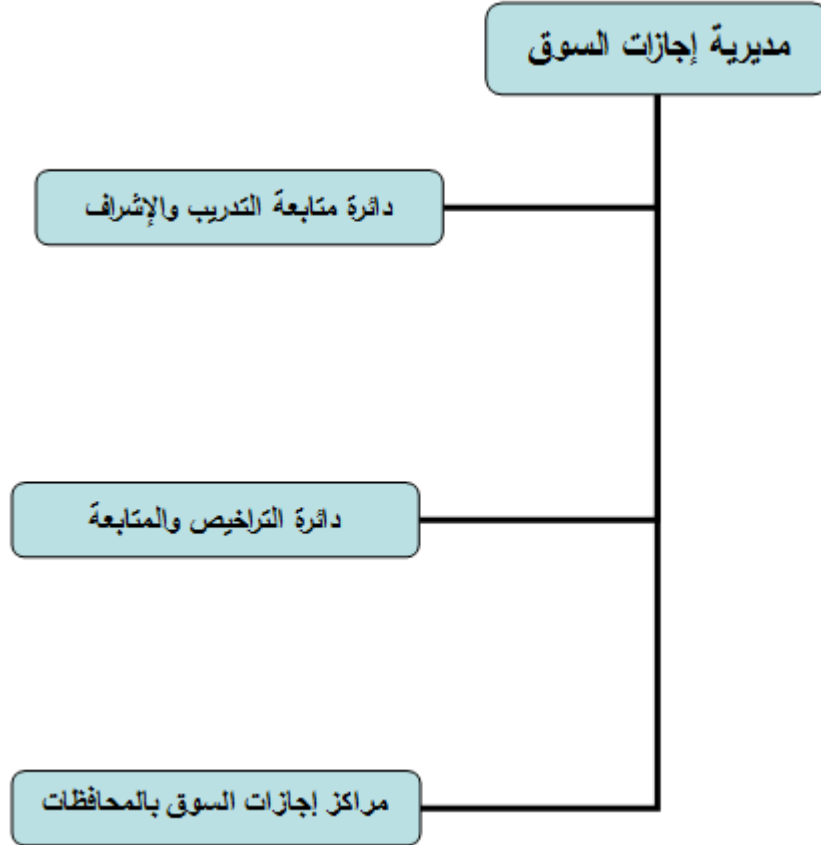 مديرية إجازات السوق
دائرة متابعة التدريب والإشراف
دائرة التراخيص والمتابعة
مراكز إجازات السوق بالمحافظات